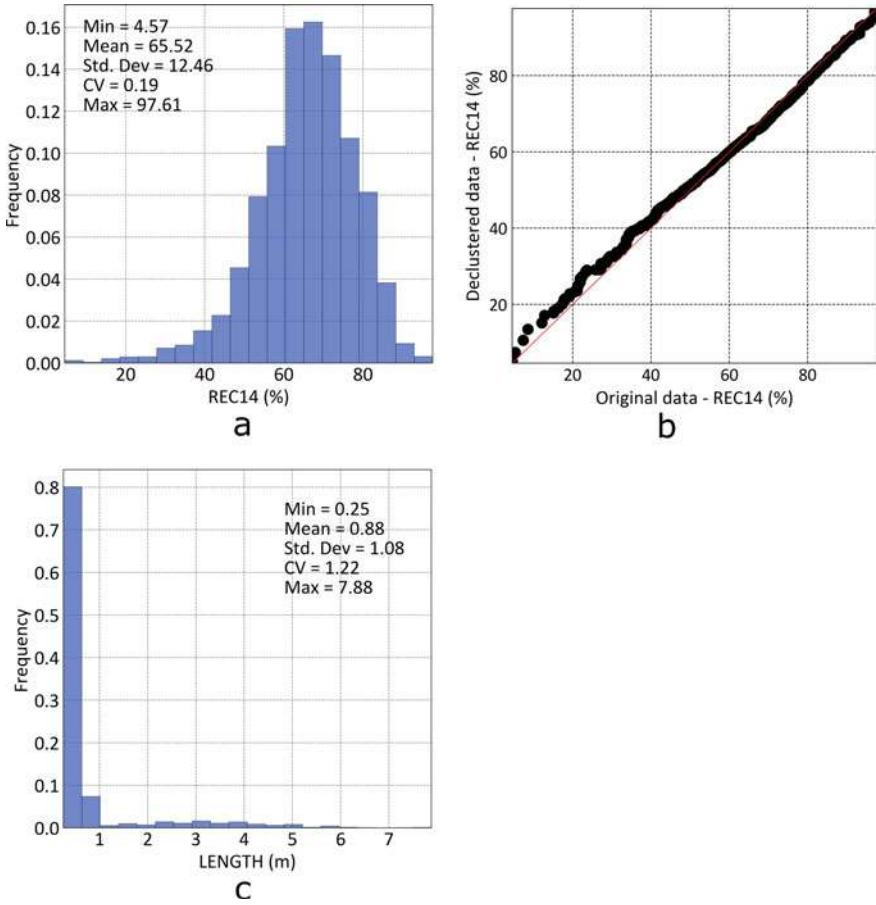 0.16
0.14
0.12
0.10
0.08
0.06
0.04
0.02
0.00
Frequency
Min = 4.57
Mean = 65.52
Std. Dev = 12.46
CV = 0.19
Max = 97.61
20 40 60 80
REC14 (%)
a
80
60
40
20
Declustered data - REC14 (%)
20 40 60 80
Original data - REC14 (%)
b
0.8
0.7
0.6
0.5
0.4
0.3
0.2
0.1
0.0
Frequency
Min = 0.25
Mean = 0.88
Std. Dev = 1.08
CV = 1.22
Max = 7.88
1 2 3 4 5 6 7
LENGTH (m)
c